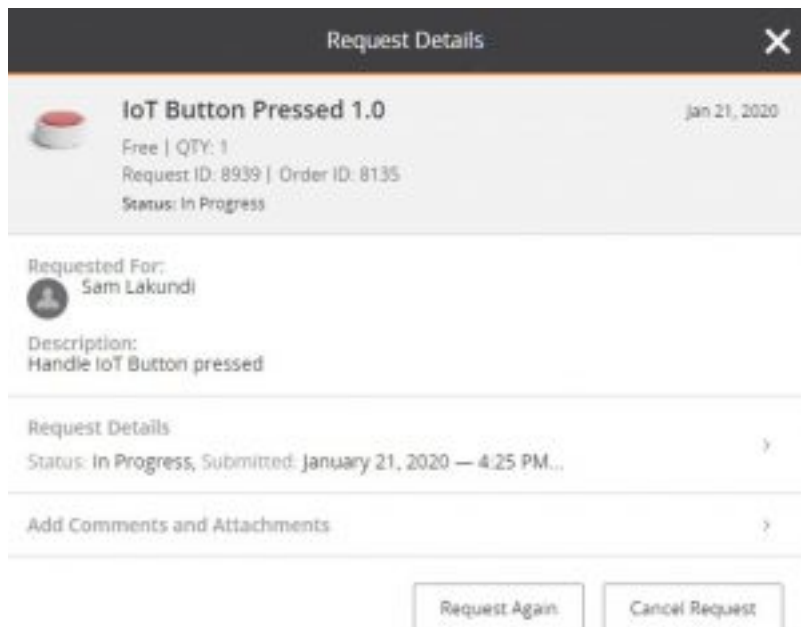 Request Details
IoT Button Pressed 1.0
Jan 21, 2020
Free | QTY: 1
Request ID: 8939 | Order ID: 8135
Status: In Progress
Requested For:
Sam Lakundi
Description:
Handle IoT Button pressed
Request Details
Status: In Progress, Submitted: January 21, 2020 — 4:25 PM...
Add Comments and Attachments
Request Again
Cancel Request